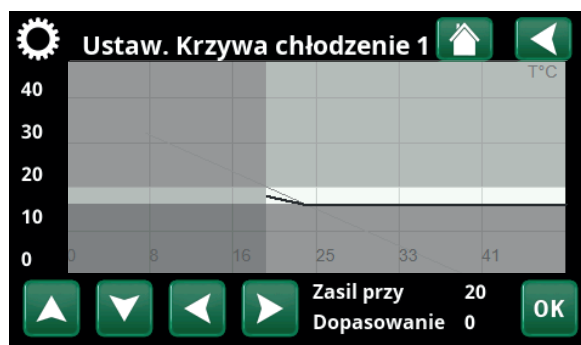 Ustaw. Krzywa chłodzenie 1
T°C
40
30
20
10
0
0 8 16 25 33 41
Zasil przy 20
Dopasowanie 0
OK